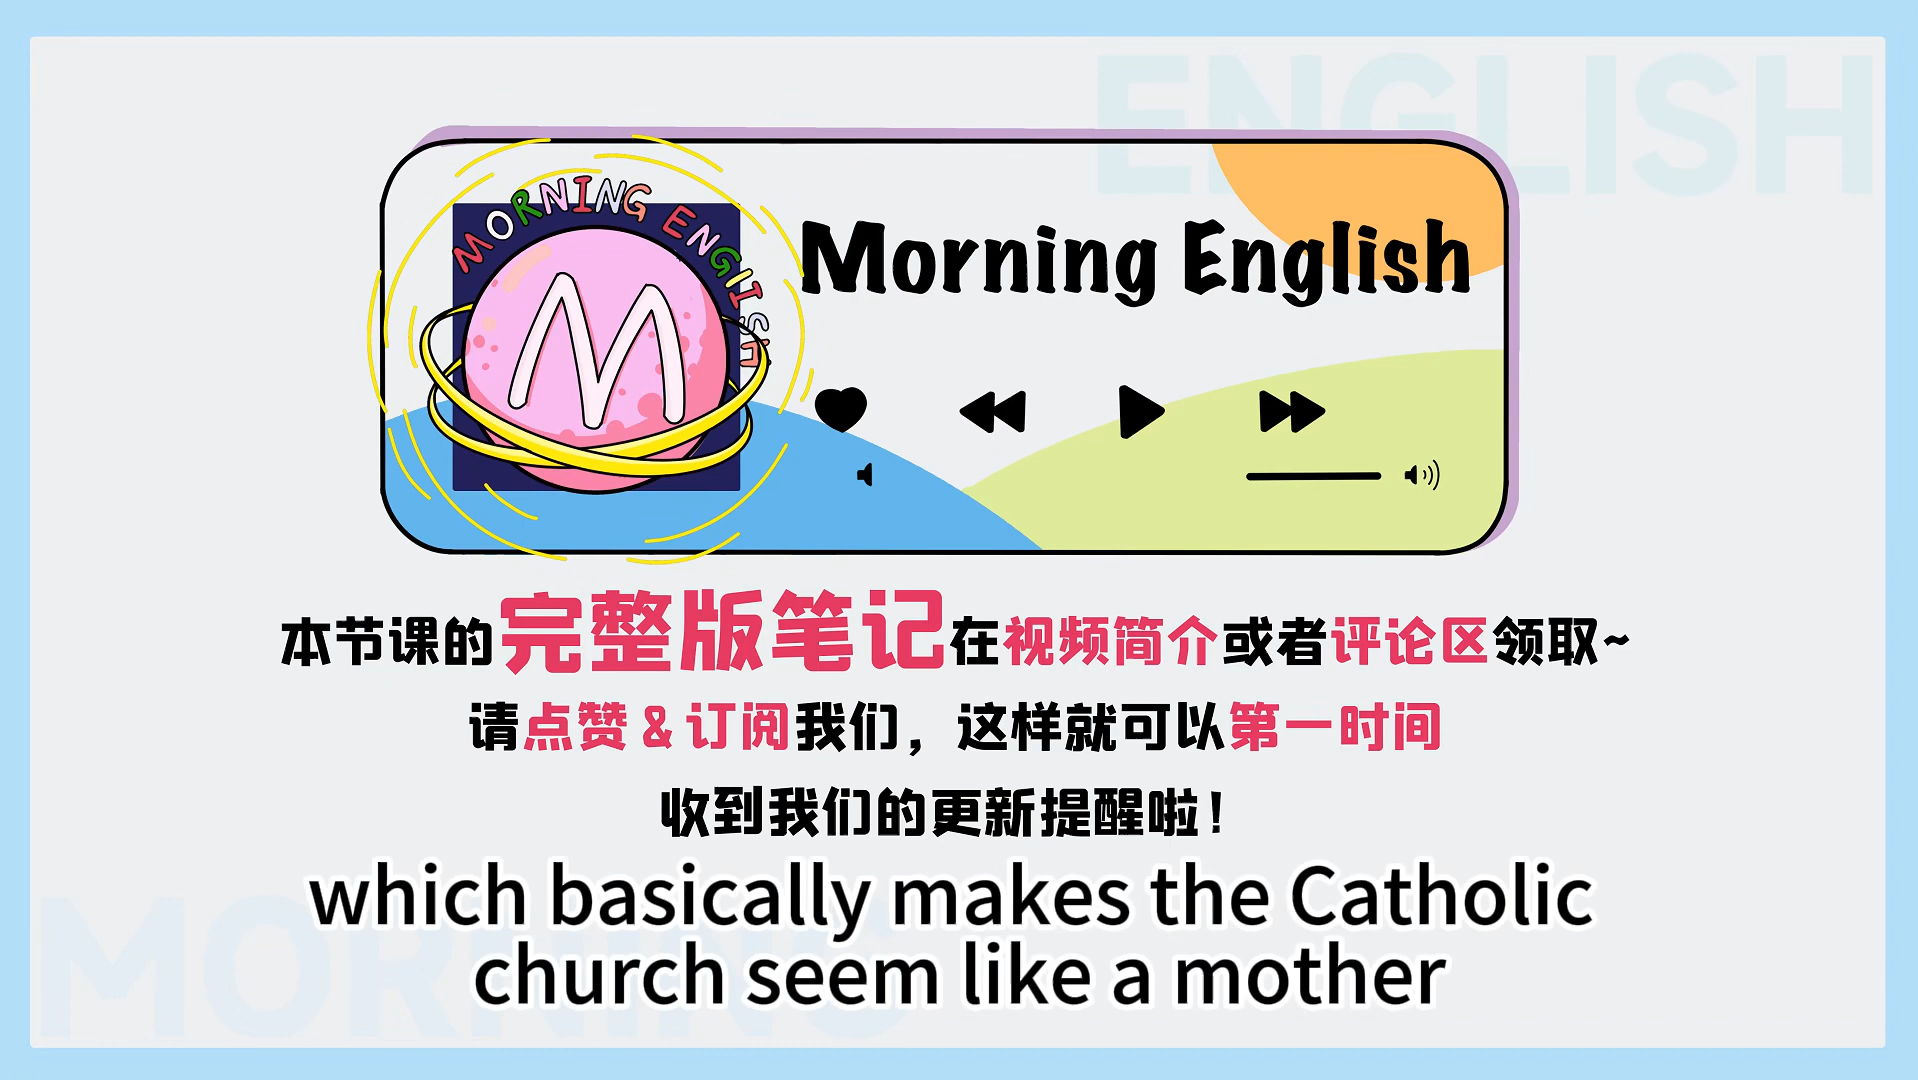 ENGLISH
MORNING ENGLISH
M
Morning English
本节课的完整版笔记在视频简介或者评论区领取~
请点赞&订阅我们，这样就可以第一时间
收到我们的更新提醒啦！
MORNING
which basically makes the Catholic
church seem like a mother